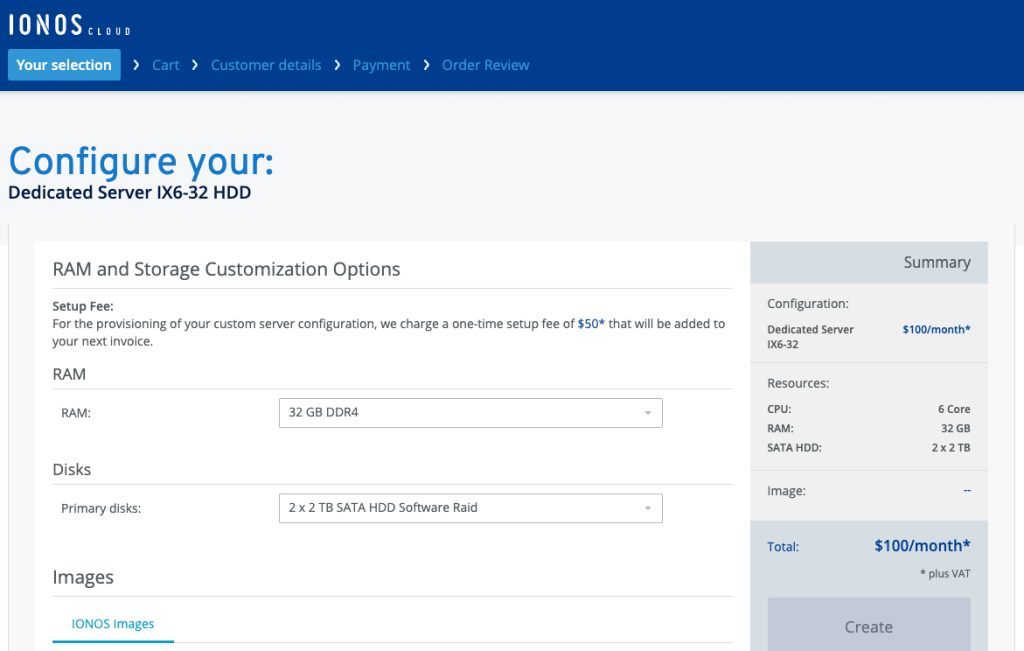 IONOS CLOUD
Your selection › Cart › Customer details › Payment › Order Review
Configure your:
Dedicated Server IX6-32 HDD
RAM and Storage Customization Options
Setup Fee:
For the provisioning of your custom server configuration, we charge a one-time setup fee of $50* that will be added to
your next invoice.
RAM
RAM:
32 GB DDR4
Disks
Primary disks:
2 x 2 TB SATA HDD Software Raid
Images
IONOS Images
Summary
Configuration:
Dedicated Server $100/month*
IX6-32
Resources:
CPU: 6 Core
RAM: 32 GB
SATA HDD: 2 x 2 TB
Image: --
Total: $100/month*
* plus VAT
Create